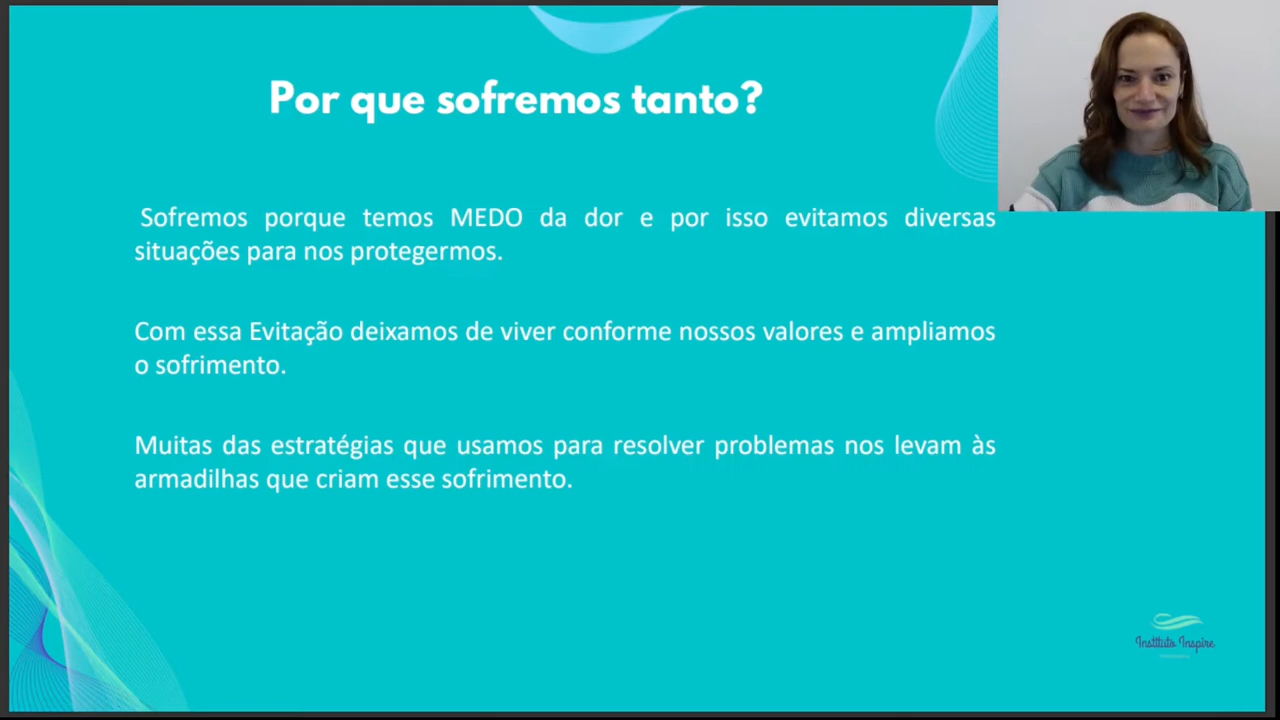 Por que sofremos tanto?
Sofremos porque temos MEDO da dor e por isso evitamos diversas
situações para nos protegermos.
Com essa Evitação deixamos de viver conforme nossos valores e ampliamos
o sofrimento.
Muitas das estratégias que usamos para resolver problemas nos levam às
armadilhas que criam esse sofrimento.
Instituto Inspire